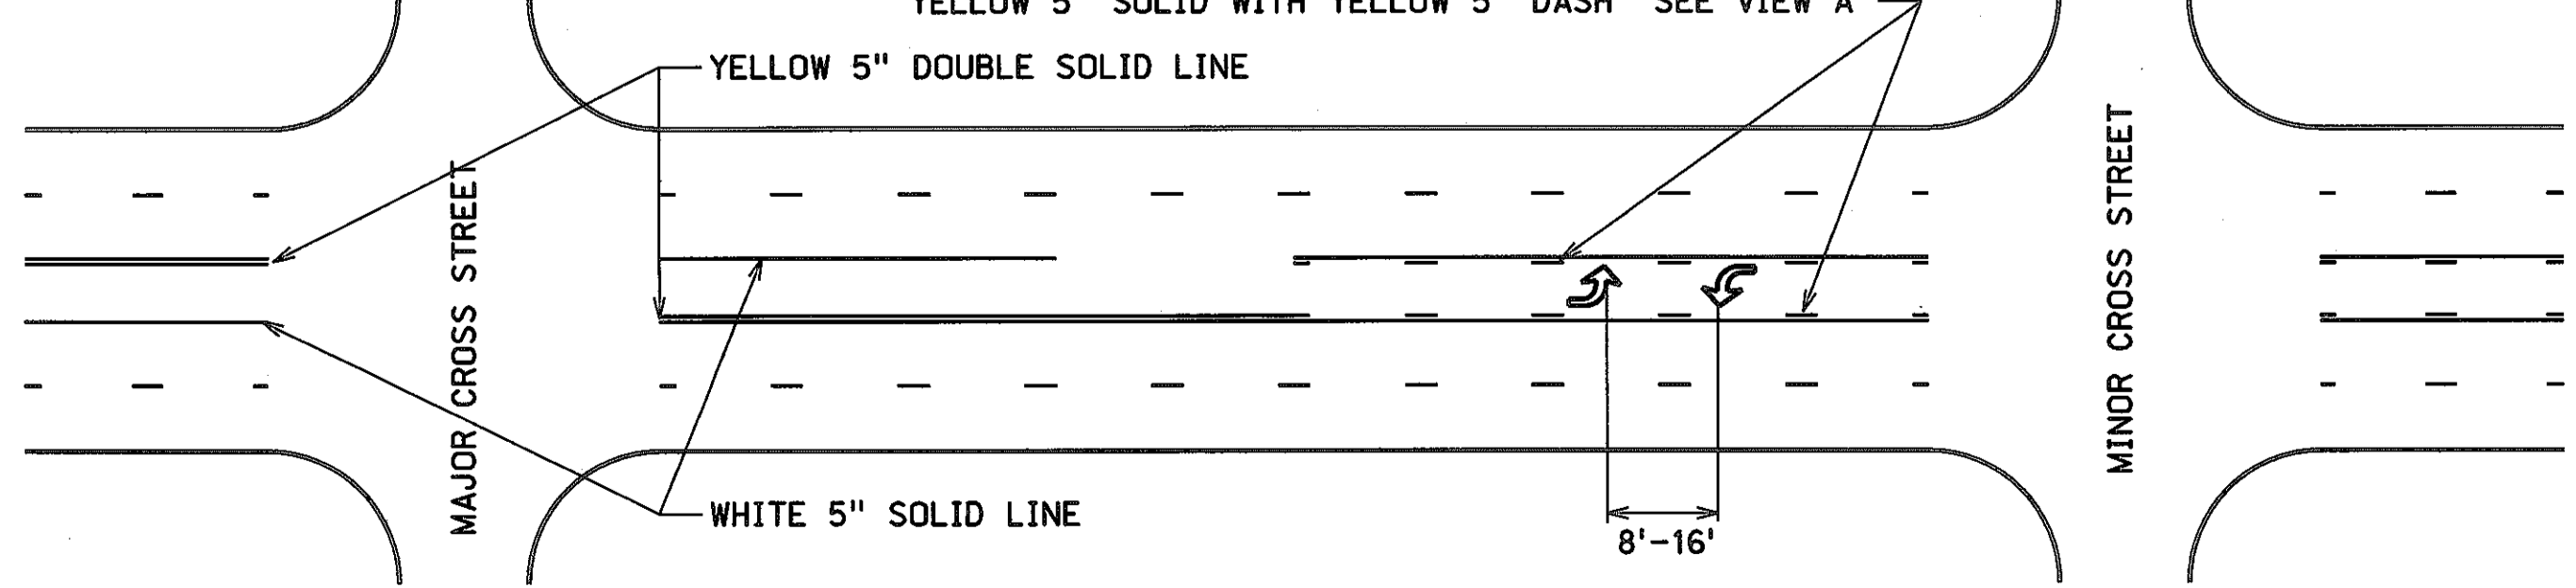 YELLOW 5" SOLID WITH YELLOW 5" DASH SEE VIEW A
YELLOW 5" DOUBLE SOLID LINE
MAJOR CROSS STREET
MINOR CROSS STREET
WHITE 5" SOLID LINE
8'-16'